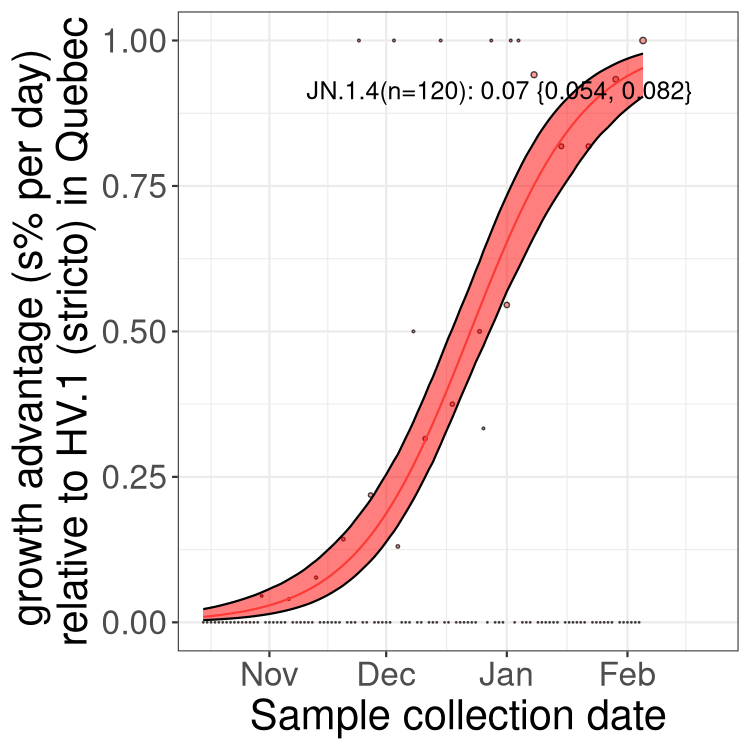 growth advantage (s% per day)
relative to HV.1 (stricto) in Quebec
1.00
0.75
0.50
0.25
0.00
JN.1.4(n=120): 0.07 {0.054, 0.082}
Nov Dec Jan Feb
Sample collection date